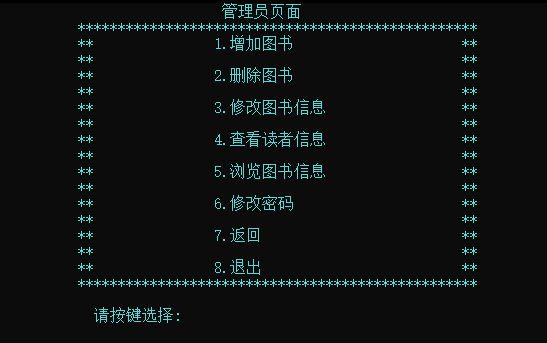 管理员页面
**************************************************
** 1.增加图书 **
** **
** 2.删除图书 **
** **
** 3.修改图书信息 **
** **
** 4.查看读者信息 **
** **
** 5.浏览图书信息 **
** **
** 6.修改密码 **
** **
** 7.返回 **
** **
** 8.退出 **
**************************************************
请按键选择: